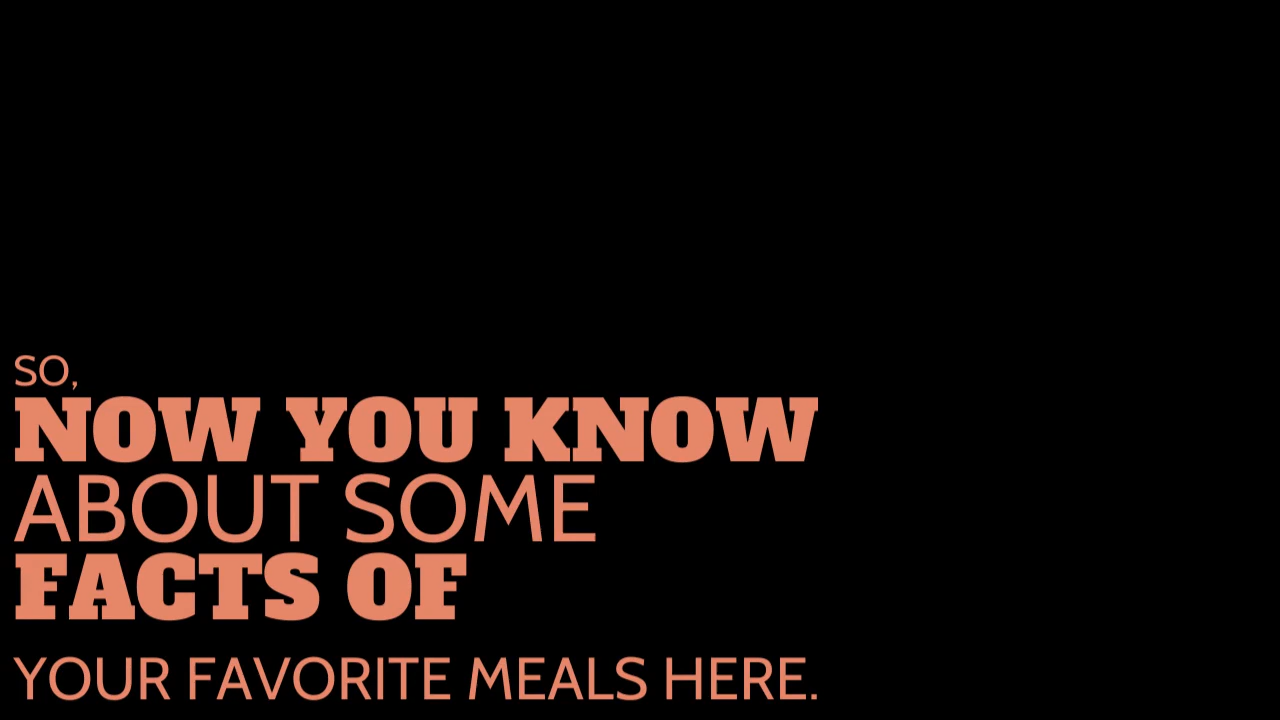 SO,
NOW YOU KNOW
ABOUT SOME
FACTS OF
YOUR FAVORITE MEALS HERE.